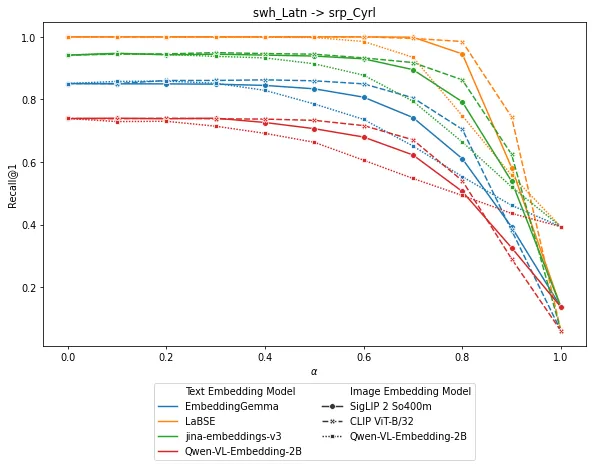 swh_Latn -> srp_Cyrl
Recall@1
1.0
0.8
0.6
0.4
0.2
0.0 0.2 0.4 0.6 0.8 1.0
α
Text Embedding Model
EmbeddingGemma
LaBSE
jina-embeddings-v3
Qwen-VL-Embedding-2B
Image Embedding Model
SigLIP 2 So400m
CLIP ViT-B/32
Qwen-VL-Embedding-2B